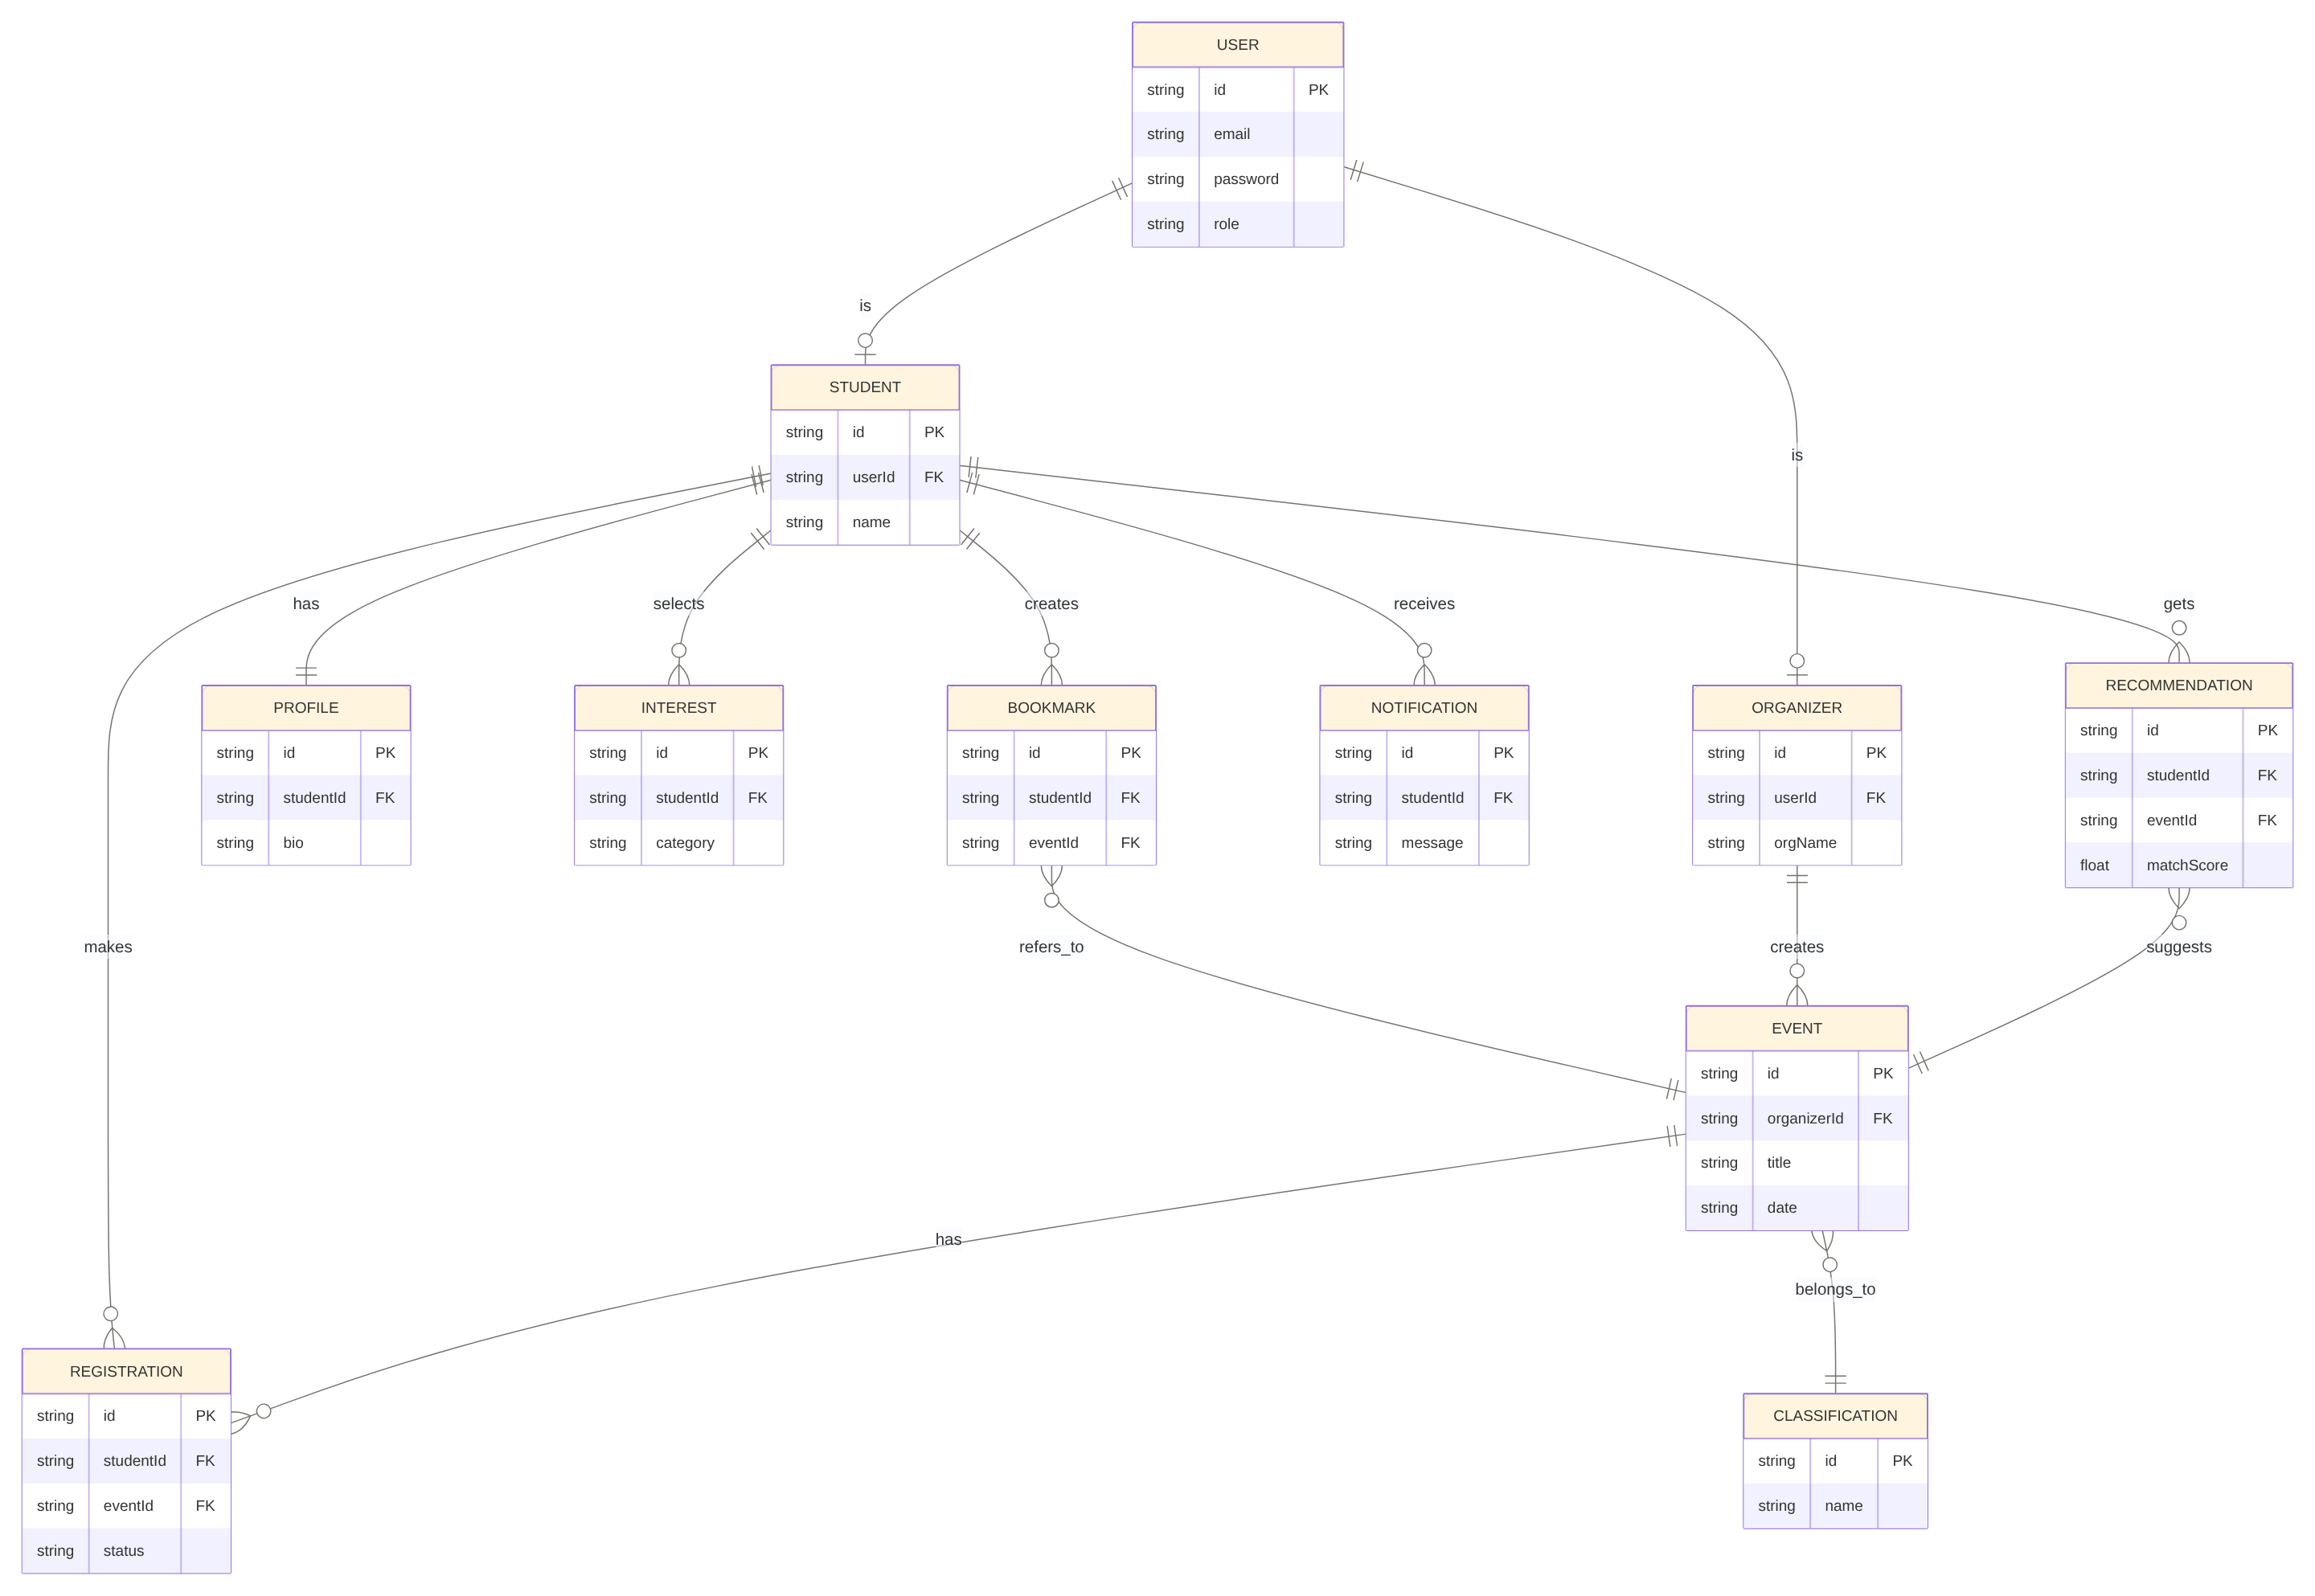 USER
string id PK
string email
string password
string role
is
STUDENT
string id PK
string userId FK
string name
is
has
selects
creates
receives
gets
PROFILE
string id PK
string studentId FK
string bio
INTEREST
string id PK
string studentId FK
string category
BOOKMARK
string id PK
string studentId FK
string eventId FK
NOTIFICATION
string id PK
string studentId FK
string message
ORGANIZER
string id PK
string userId FK
string orgName
RECOMMENDATION
string id PK
string studentId FK
string eventId FK
float matchScore
makes
refers_to
creates
suggests
EVENT
string id PK
string organizerId FK
string title
string date
has
belongs_to
REGISTRATION
string id PK
string studentId FK
string eventId FK
string status
CLASSIFICATION
string id PK
string name